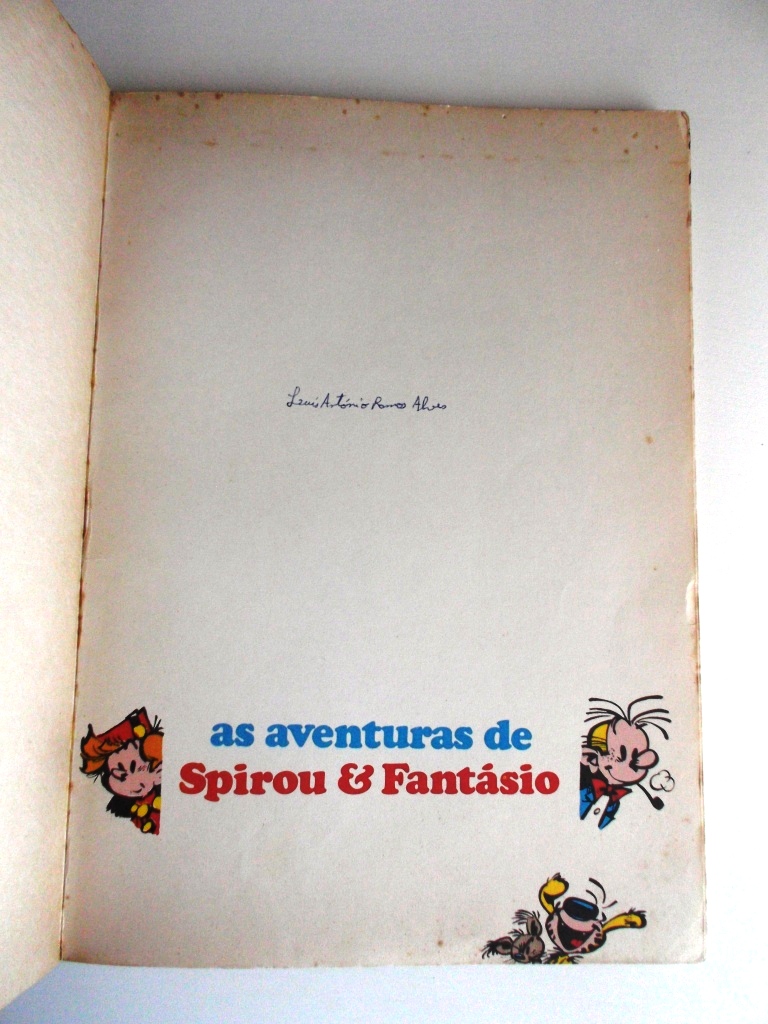 Luis António Ramos Alves
as aventuras de
Spirou & Fantásio